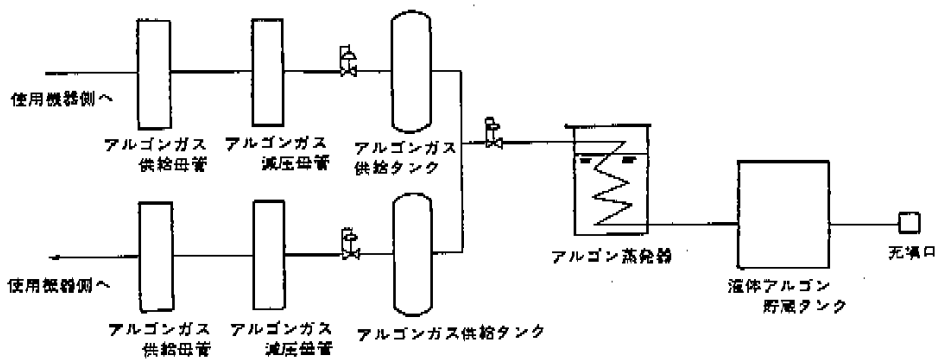 使用機器側へ
アルゴンガス
供給母管
アルゴンガス
減圧母管
アルゴンガス
供給タンク
アルゴン蒸発器
液体アルゴン
貯蔵タンク
充填口
使用機器側へ
アルゴンガス
供給母管
アルゴンガス
減圧母管
アルゴンガス供給タンク